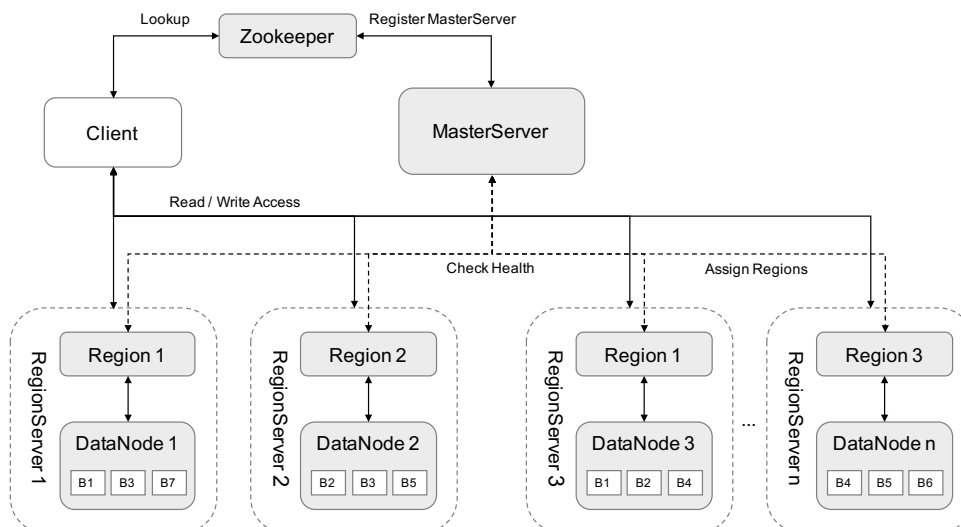 Lookup
Zookeeper
Register MasterServer
Client
MasterServer
Read / Write Access
Check Health
Assign Regions
RegionServer 1
Region 1
DataNode 1
B1 B3 B7
RegionServer 2
Region 2
DataNode 2
B2 B3 B5
RegionServer 3
Region 1
DataNode 3
B1 B2 B4
...
RegionServer n
Region 3
DataNode n
B4 B5 B6